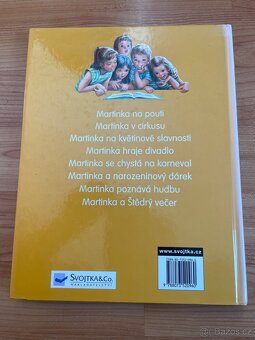 Martinka na pouti
Martinka v cirkusu
Martinka na květinové slavnosti
Martinka hraje divadlo
Martinka se chystá na karneval
Martinka a narozeninový dárek
Martinka poznává hudbu
Martinka a Štědrý večer
SVOJTKA&Co.
NAKLADATELSTVÍ
www.svojtka.cz